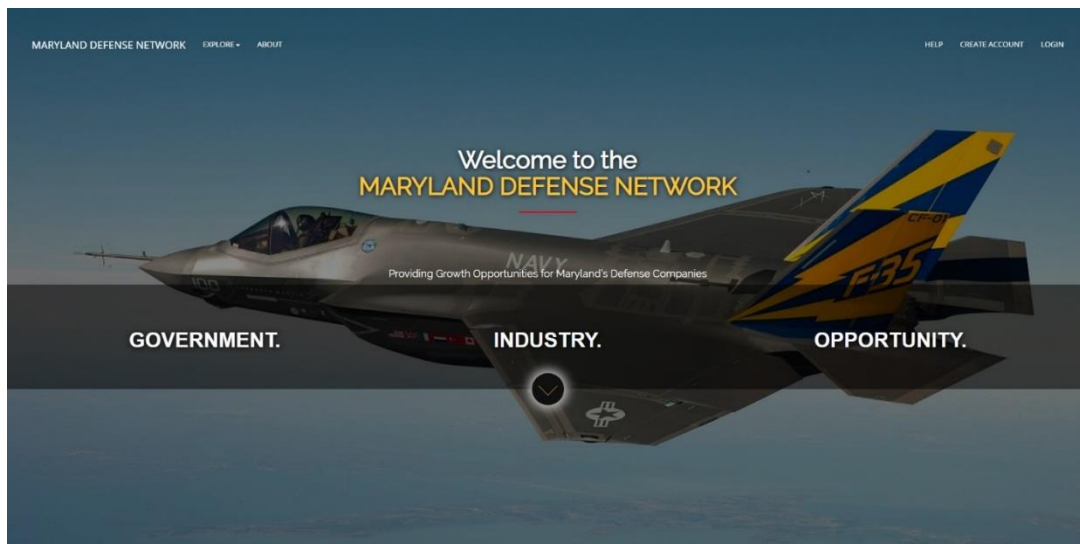 MARYLAND DEFENSE NETWORK EXPLORE ABOUT HELP CREATE ACCOUNT LOGIN
Welcome to the
MARYLAND DEFENSE NETWORK
CF-01
F-35
NAVY
100
Providing Growth Opportunities for Maryland's Defense Companies
GOVERNMENT. INDUSTRY. OPPORTUNITY.